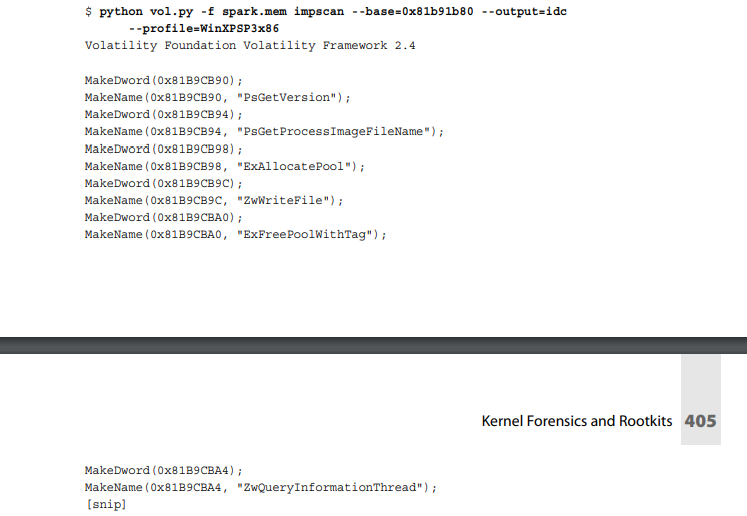 $ python vol.py -f spark.mem impscan --base=0x81b91b80 --output=idc
--profile=WinXPSP3x86
Volatility Foundation Volatility Framework 2.4
MakeDword(0x81B9CB90);
MakeName(0x81B9CB90, "PsGetVersion");
MakeDword(0x81B9CB94);
MakeName(0x81B9CB94, "PsGetProcessImageFileName");
MakeDword(0x81B9CB98);
MakeName(0x81B9CB98, "ExAllocatePool");
MakeDword(0x81B9CB9C);
MakeName(0x81B9CB9C, "ZwWriteFile");
MakeDword(0x81B9CBA0);
MakeName(0x81B9CBA0, "ExFreePoolWithTag");
Kernel Forensics and Rootkits 405
MakeDword(0x81B9CBA4);
MakeName(0x81B9CBA4, "ZwQueryInformationThread");
[snip]